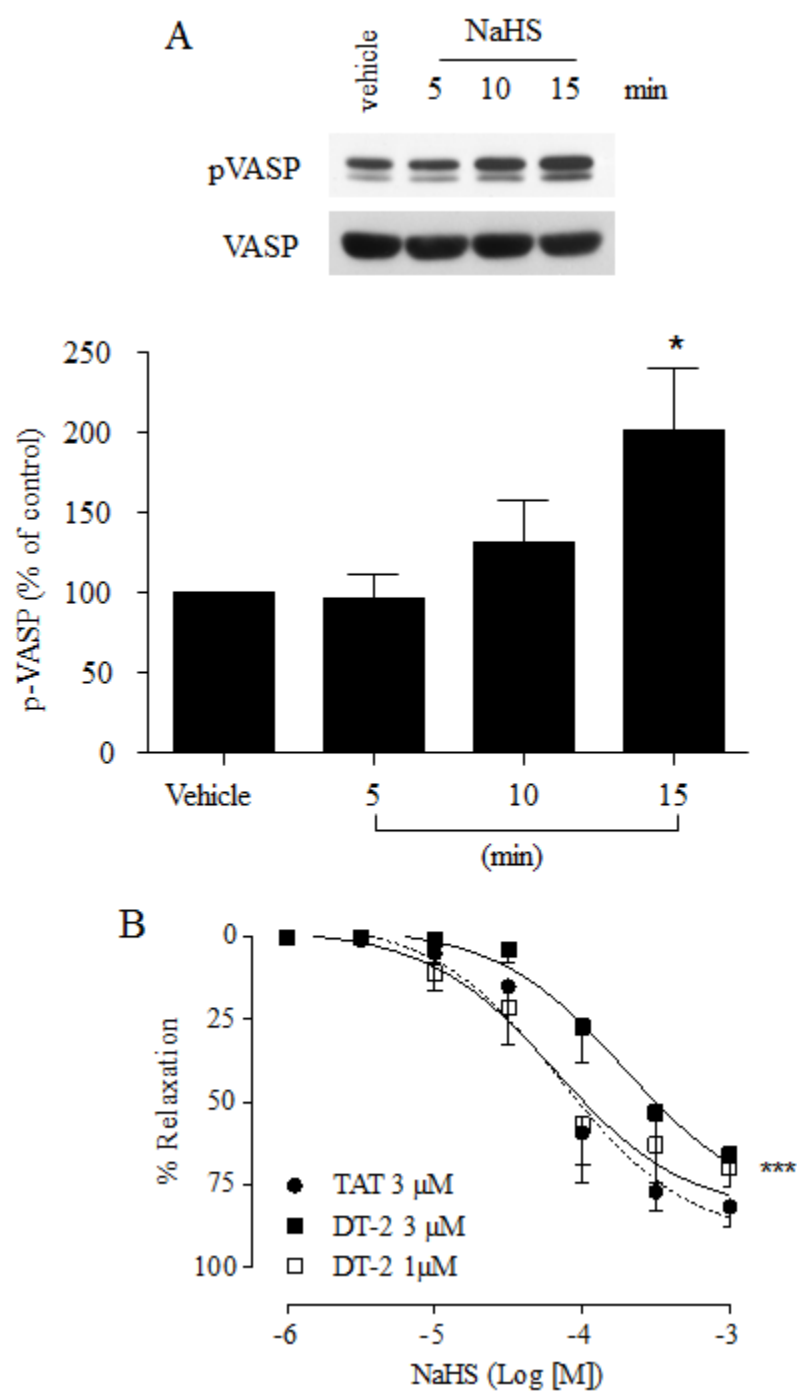 A
vehicle
NaHS
5 10 15 min
pVASP
VASP
p-VASP (% of control)
250
200
150
100
50
0
*
Vehicle 5 10 15
(min)
B
% Relaxation
0
25
50
75
100
***
TAT 3 μM
DT-2 3 μM
DT-2 1μM
-6 -5 -4 -3
NaHS (Log [M])